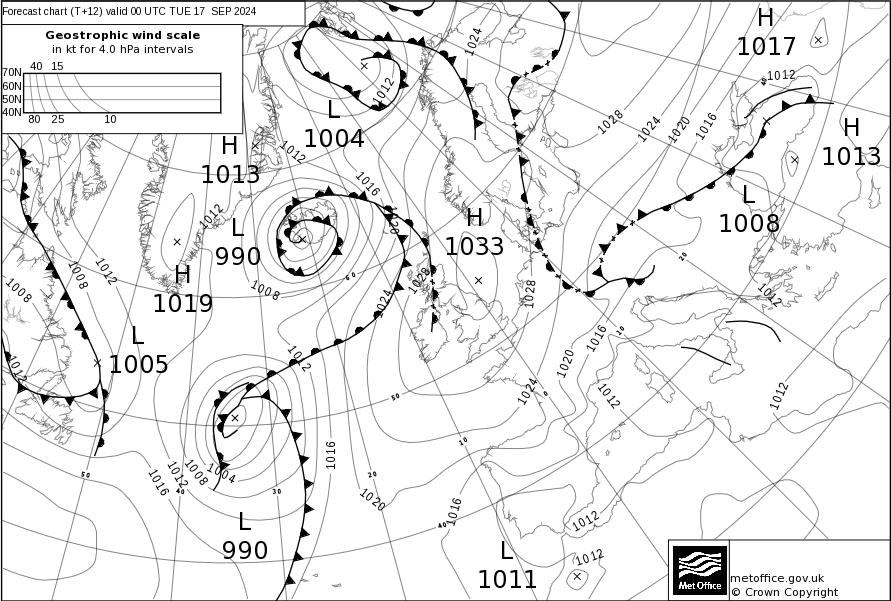 Forecast chart (T+12) valid 00 UTC TUE 17 SEP 2024
Geostrophic wind scale
in kt for 4.0 hPa intervals
40 15
70N
60N
50N
40N
80 25 10
H
1017
1024
1012
1012
L
1004
1028
1024
1020
1016
H
1013
H
1013
1012
1016
L
1008
1012
1020
H
1033
L
990
1008
1012
1008
H
1019
1008
60
1024
1028
1028
20
1012
L
1005
1012
1012
10
1016
1020
1024
0
50
1012
1012
10
50
1016
1012
1008
1004
40
30
1016
20
1020
1016
40
1012
L
990
L
1011
1012
Met Office
metoffice.gov.uk
© Crown Copyright